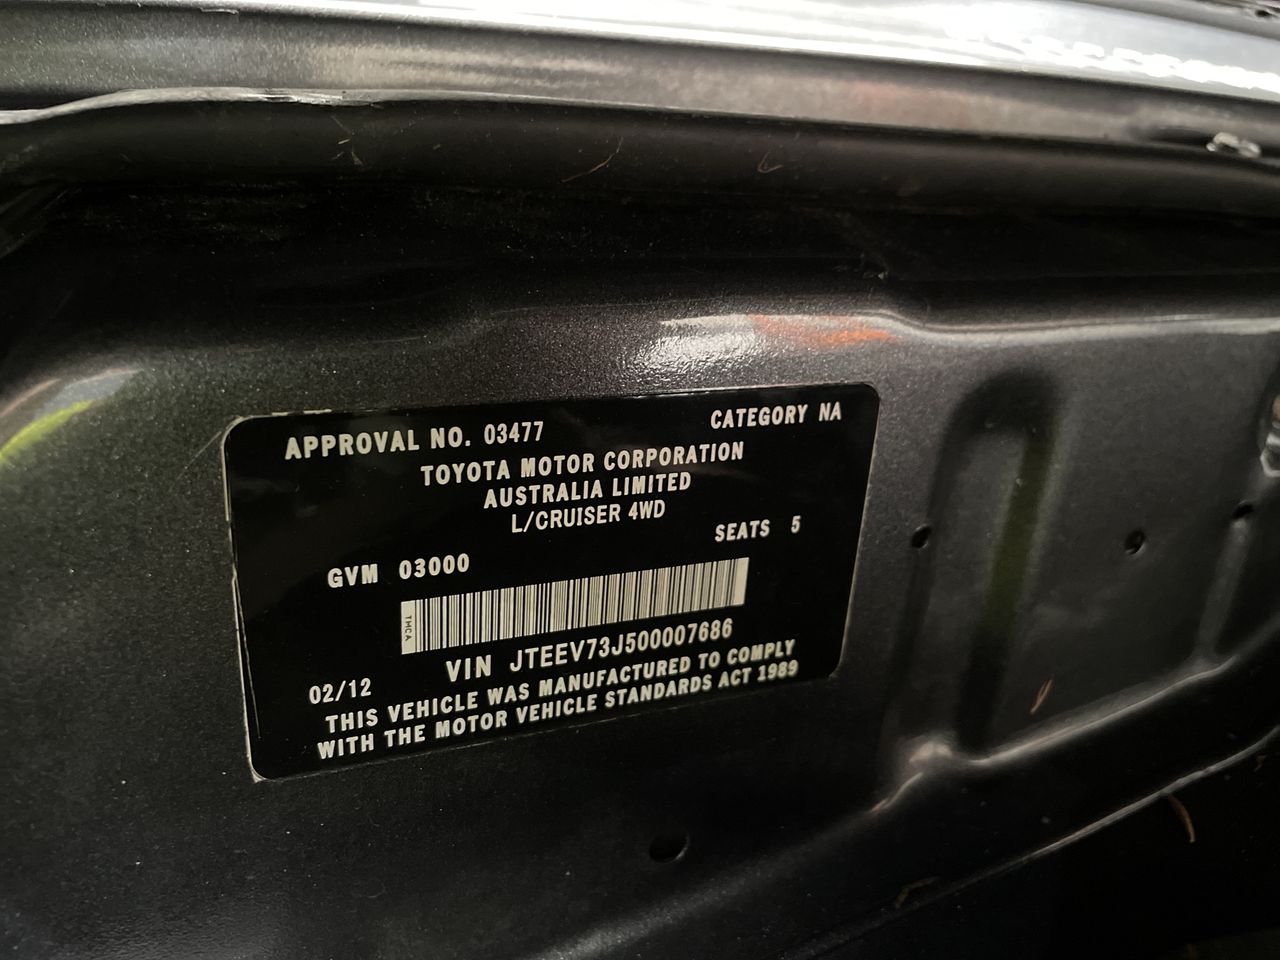 APPROVAL NO. 03477 CATEGORY NA
TOYOTA MOTOR CORPORATION
AUSTRALIA LIMITED
L/CRUISER 4WD
SEATS 5
GVM 03000
TMCA
VIN JTEEV73J500007686
02/12
THIS VEHICLE WAS MANUFACTURED TO COMPLY
WITH THE MOTOR VEHICLE STANDARDS ACT 1989